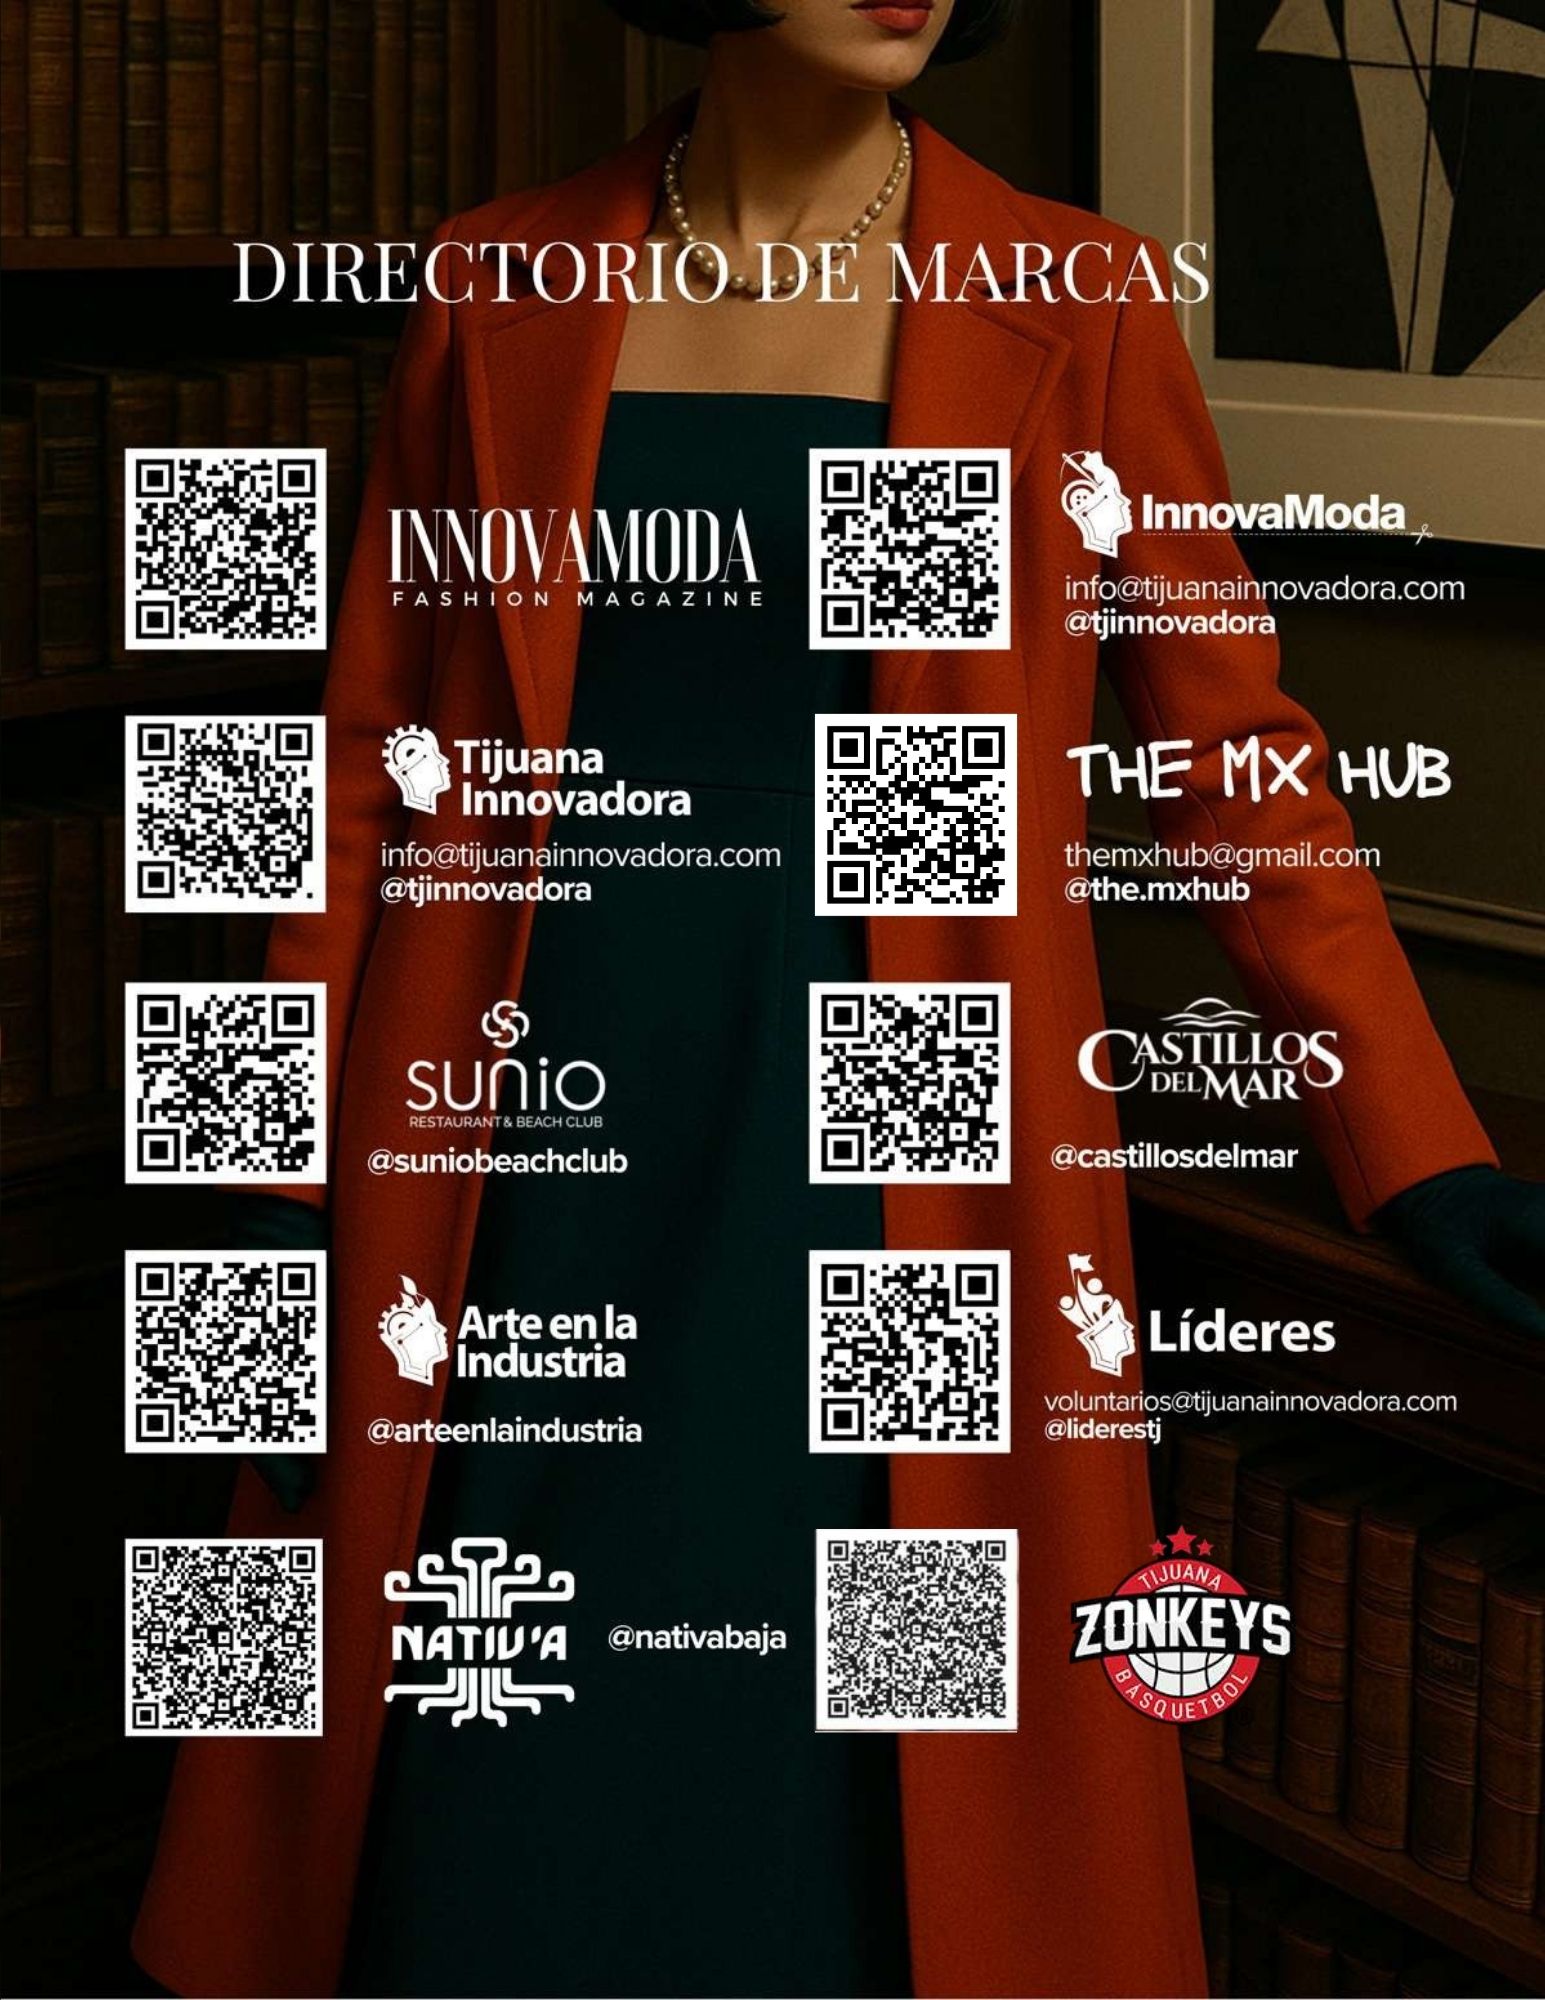 DIRECTORIO DE MARCAS
INNOVAMODA
FASHION MAGAZINE
InnovaModa
info@tijuanainnovadora.com
@tjinnovadora
Tijuana
Innovadora
info@tijuanainnovadora.com
@tjinnovadora
THE MX HUB
themxhub@gmail.com
@the.mxhub
sunio
RESTAURANT & BEACH CLUB
@suniobeachclub
CASTILLOS
DEL MAR
@castillosdelmar
Arte en la
Industria
@arteenlaindustria
Líderes
voluntarios@tijuanainnovadora.com
@liderestj
NATIV'A
@nativabaja
TIJUANA
ZONKEYS
BASQUETBOL